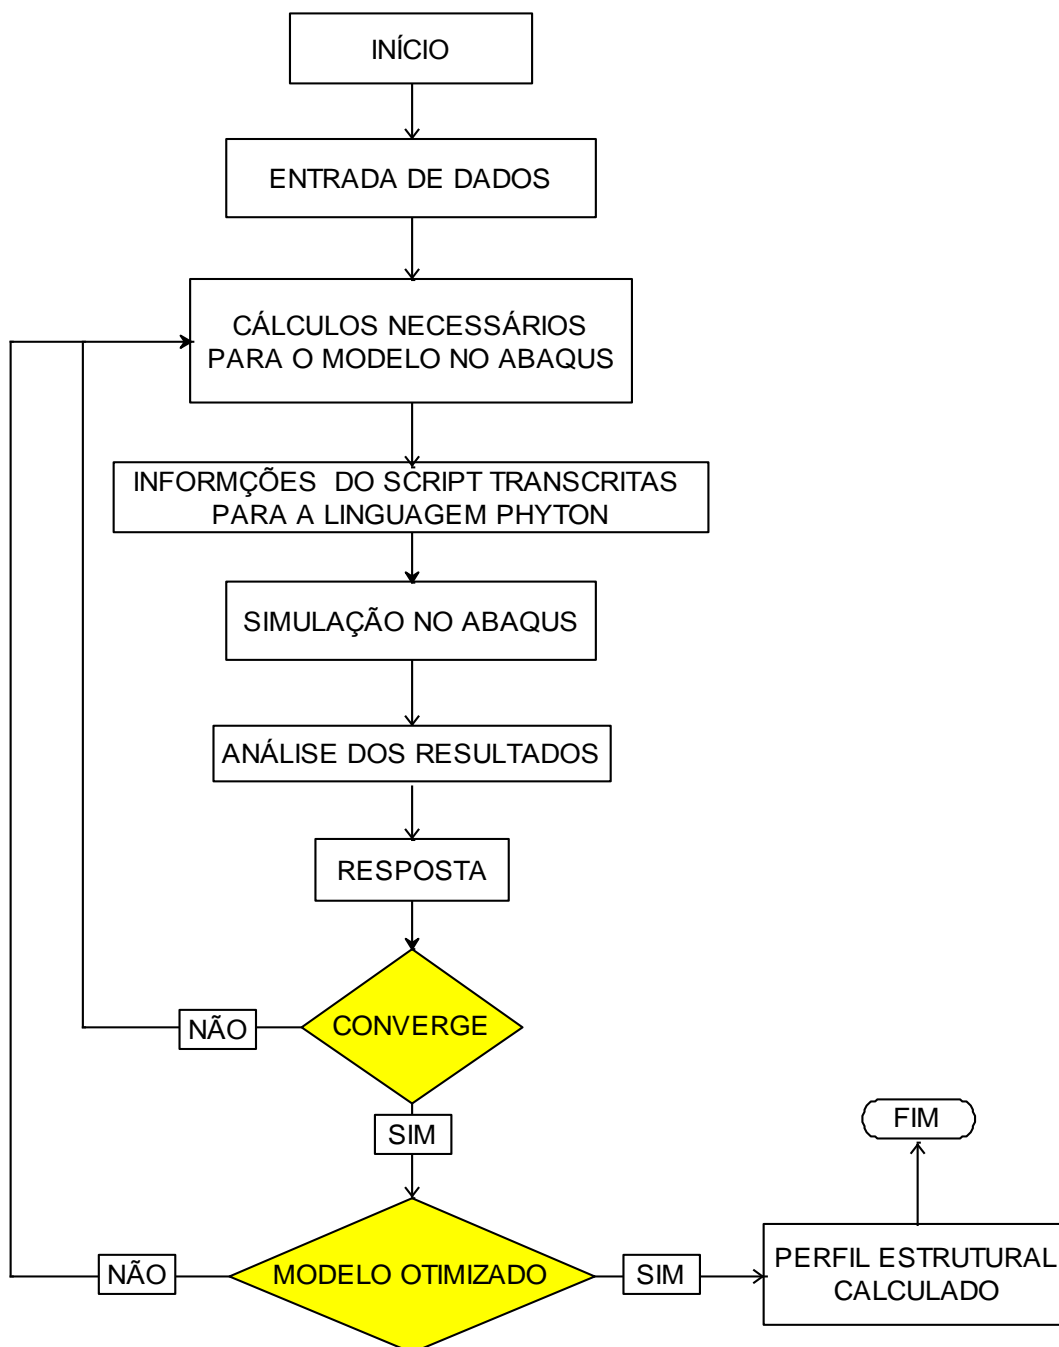 INÍCIO
ENTRADA DE DADOS
CÁLCULOS NECESSÁRIOS
PARA O MODELO NO ABAQUS
INFORMÇÕES DO SCRIPT TRANSCRITAS
PARA A LINGUAGEM PHYTON
SIMULAÇÃO NO ABAQUS
ANÁLISE DOS RESULTADOS
RESPOSTA
CONVERGE
NÃO
SIM
FIM
MODELO OTIMIZADO
NÃO
SIM
PERFIL ESTRUTURAL
CALCULADO